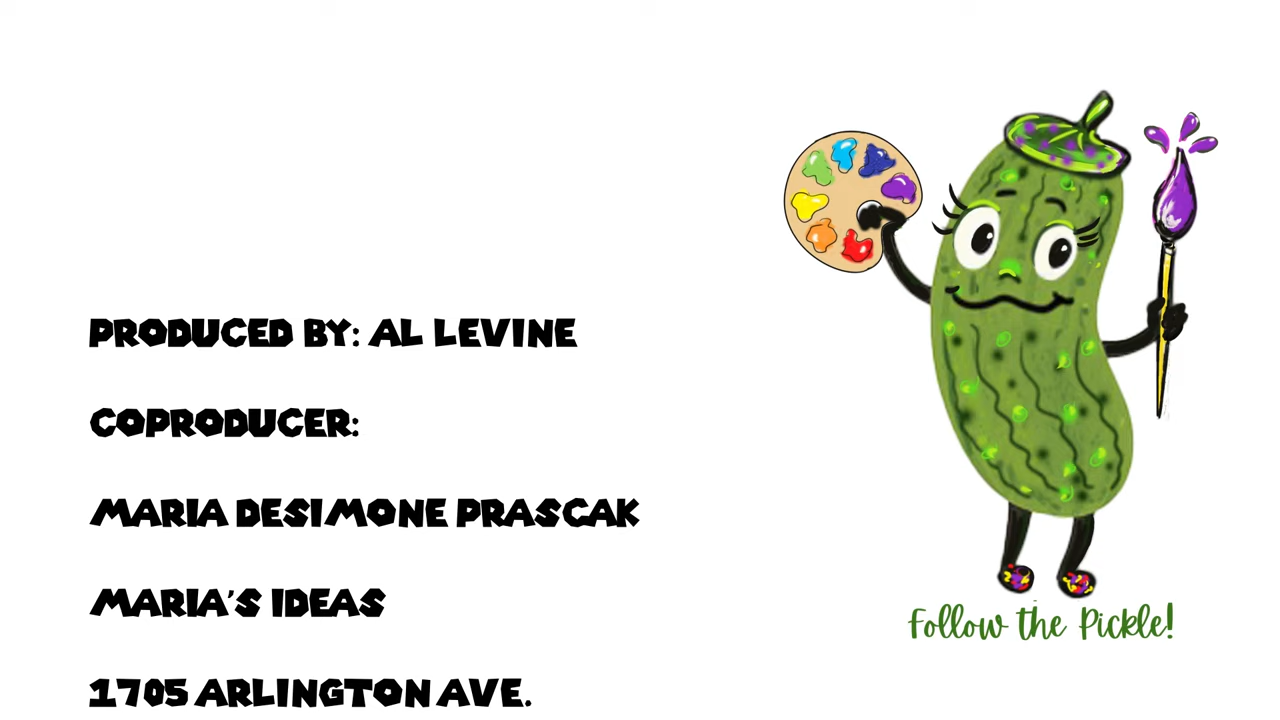 PRODUCED BY: AL LEVINE
COPRODUCER:
MARIA DESIMONE PRASCAK
MARIA'S IDEAS
1705 ARLINGTON AVE.
Follow the Pickle!